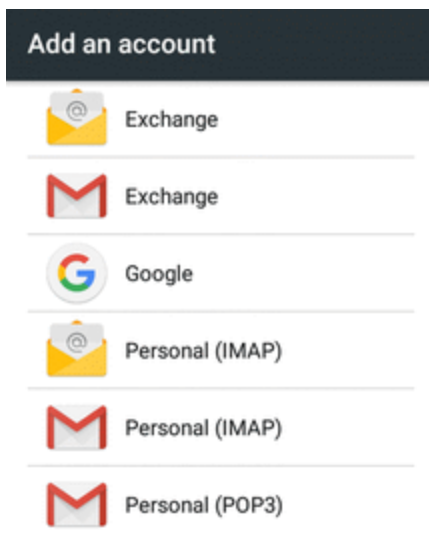 Add an account
Exchange
Exchange
Google
Personal (IMAP)
Personal (IMAP)
Personal (POP3)